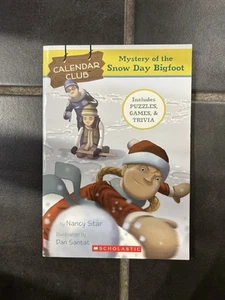 CALENDAR
CLUB
Mystery of the
Snow Day Bigfoot
Includes
PUZZLES,
GAMES, &
TRIVIA
by Nancy Star
Illustrated by
Dan Santat
SCHOLASTIC